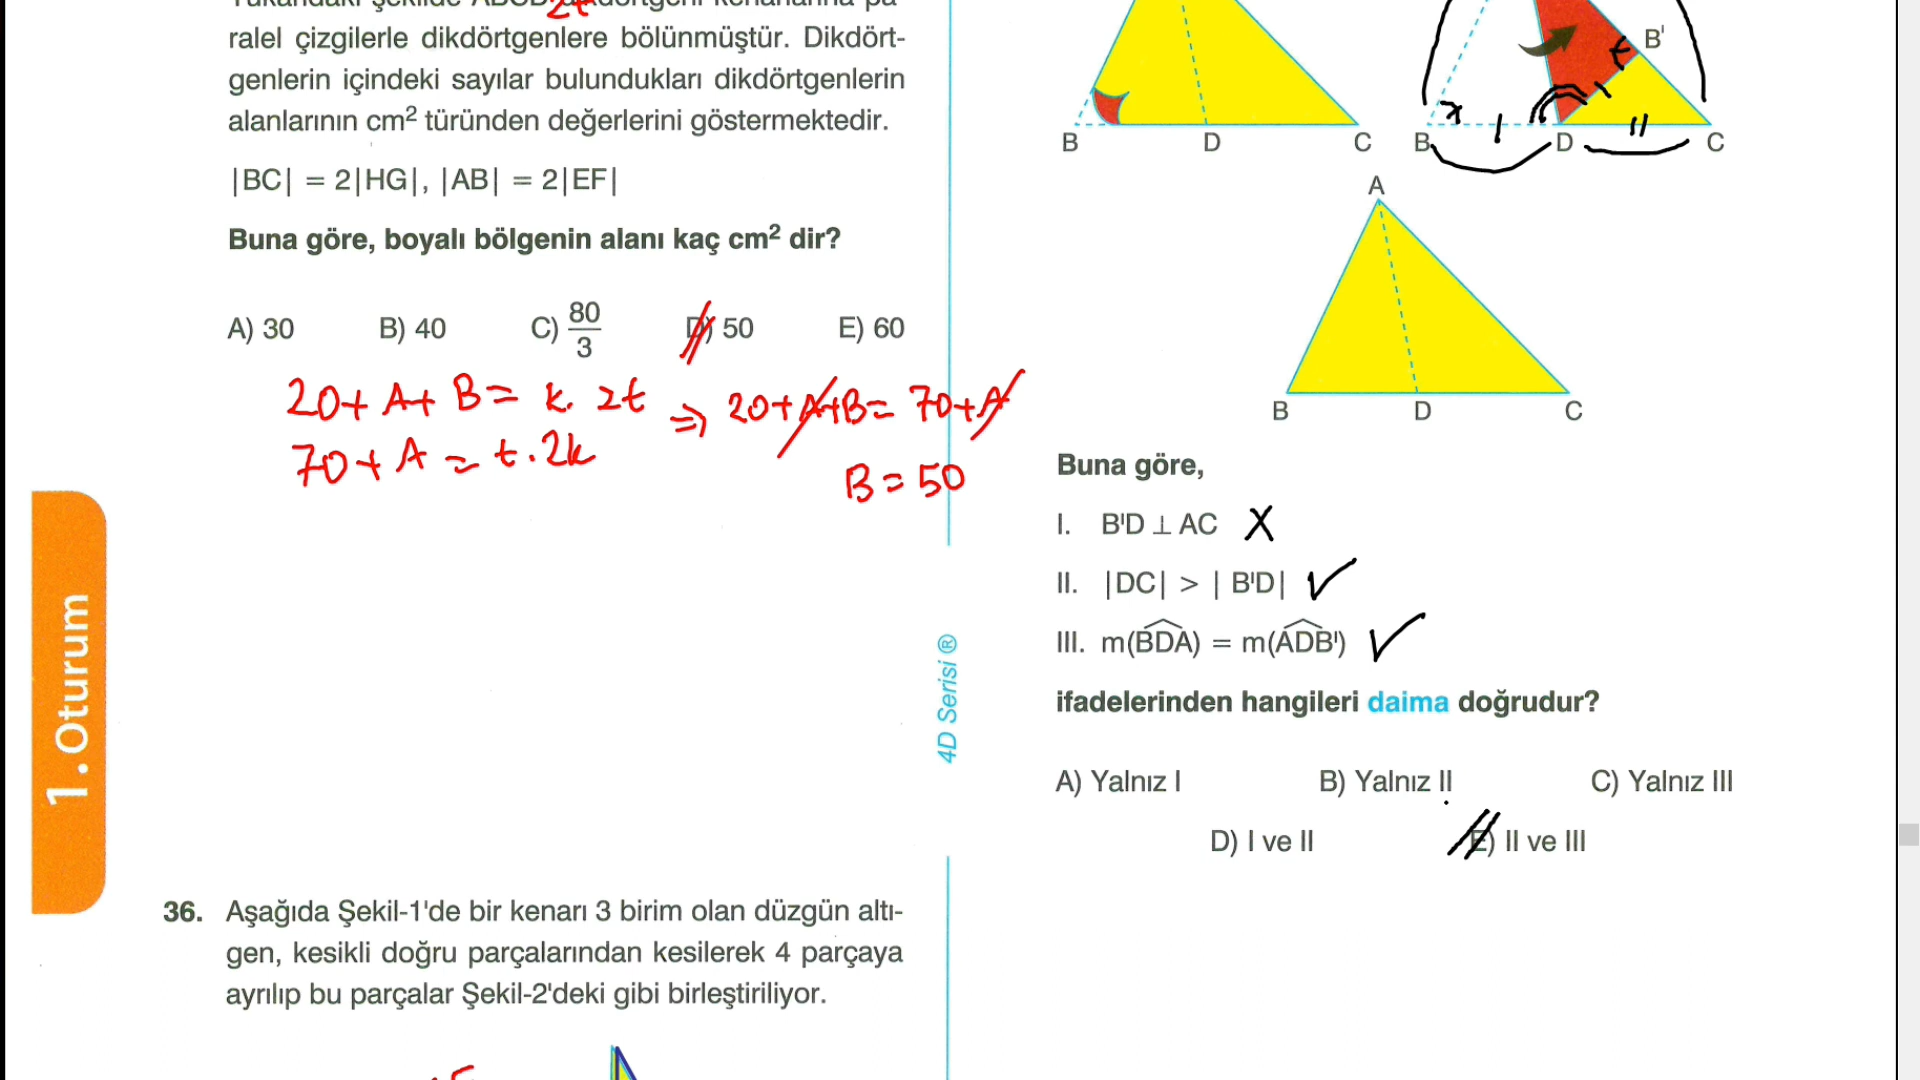 2t
ralel çizgilerle dikdörtgenlere bölünmüştür. Dikdört-
genlerin içindeki sayılar bulundukları dikdörtgenlerin
alanlarının cm² türünden değerlerini göstermektedir.
|BC| = 2|HG|, |AB| = 2|EF|
Buna göre, boyalı bölgenin alanı kaç cm² dir?
A) 30 B) 40 C) 80/3 D) 50 E) 60
20+A+B= k. 2t ⇒ 20+A+B= 70+A
70+A = t.2k
B = 50
1. Oturum
36. Aşağıda Şekil-1'de bir kenarı 3 birim olan düzgün altı-
gen, kesikli doğru parçalarından kesilerek 4 parçaya
ayrılıp bu parçalar Şekil-2'deki gibi birleştiriliyor.
4D Serisi ®
B D C
B' x
B D C
A
B D C
Buna göre,
I. B'D ⊥ AC X
II. |DC| > | B'D| ✓
III. m(BDA) = m(ADB') ✓
ifadelerinden hangileri daima doğrudur?
A) Yalnız I B) Yalnız II C) Yalnız III
D) I ve II E) II ve III